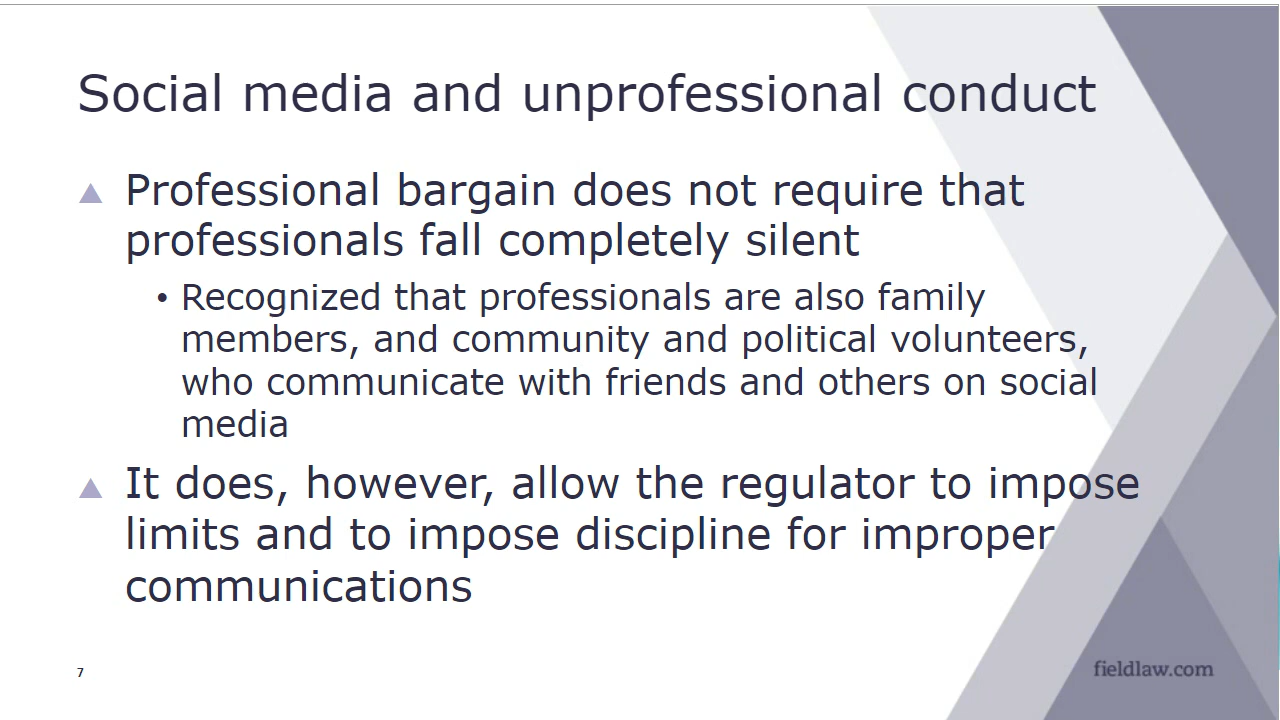 Social media and unprofessional conduct
Professional bargain does not require that
professionals fall completely silent
• Recognized that professionals are also family
members, and community and political volunteers,
who communicate with friends and others on social
media
It does, however, allow the regulator to impose
limits and to impose discipline for improper
communications
7
fieldlaw.com